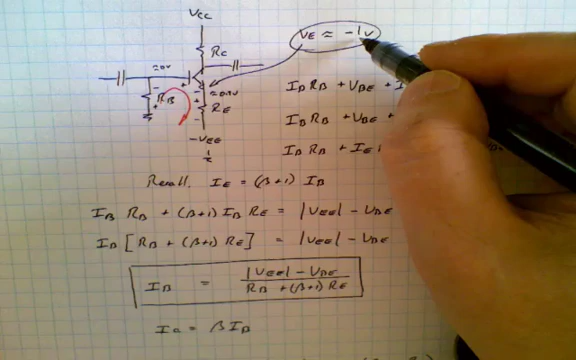 VCC
VE ≈ -1V
RC
≈0V
RB
≈0.7V
RE
-VEE
IB RB + VBE + I
IB RB + VBE +
IB RB + IE
Recall. IE = (β+1) IB
IB RB + (β+1) IB RE = |VEE| - VBE
IB [RB + (β+1) RE] = |VEE| - VBE
IB = |VEE| - VBE
RB + (β+1) RE
= β IB